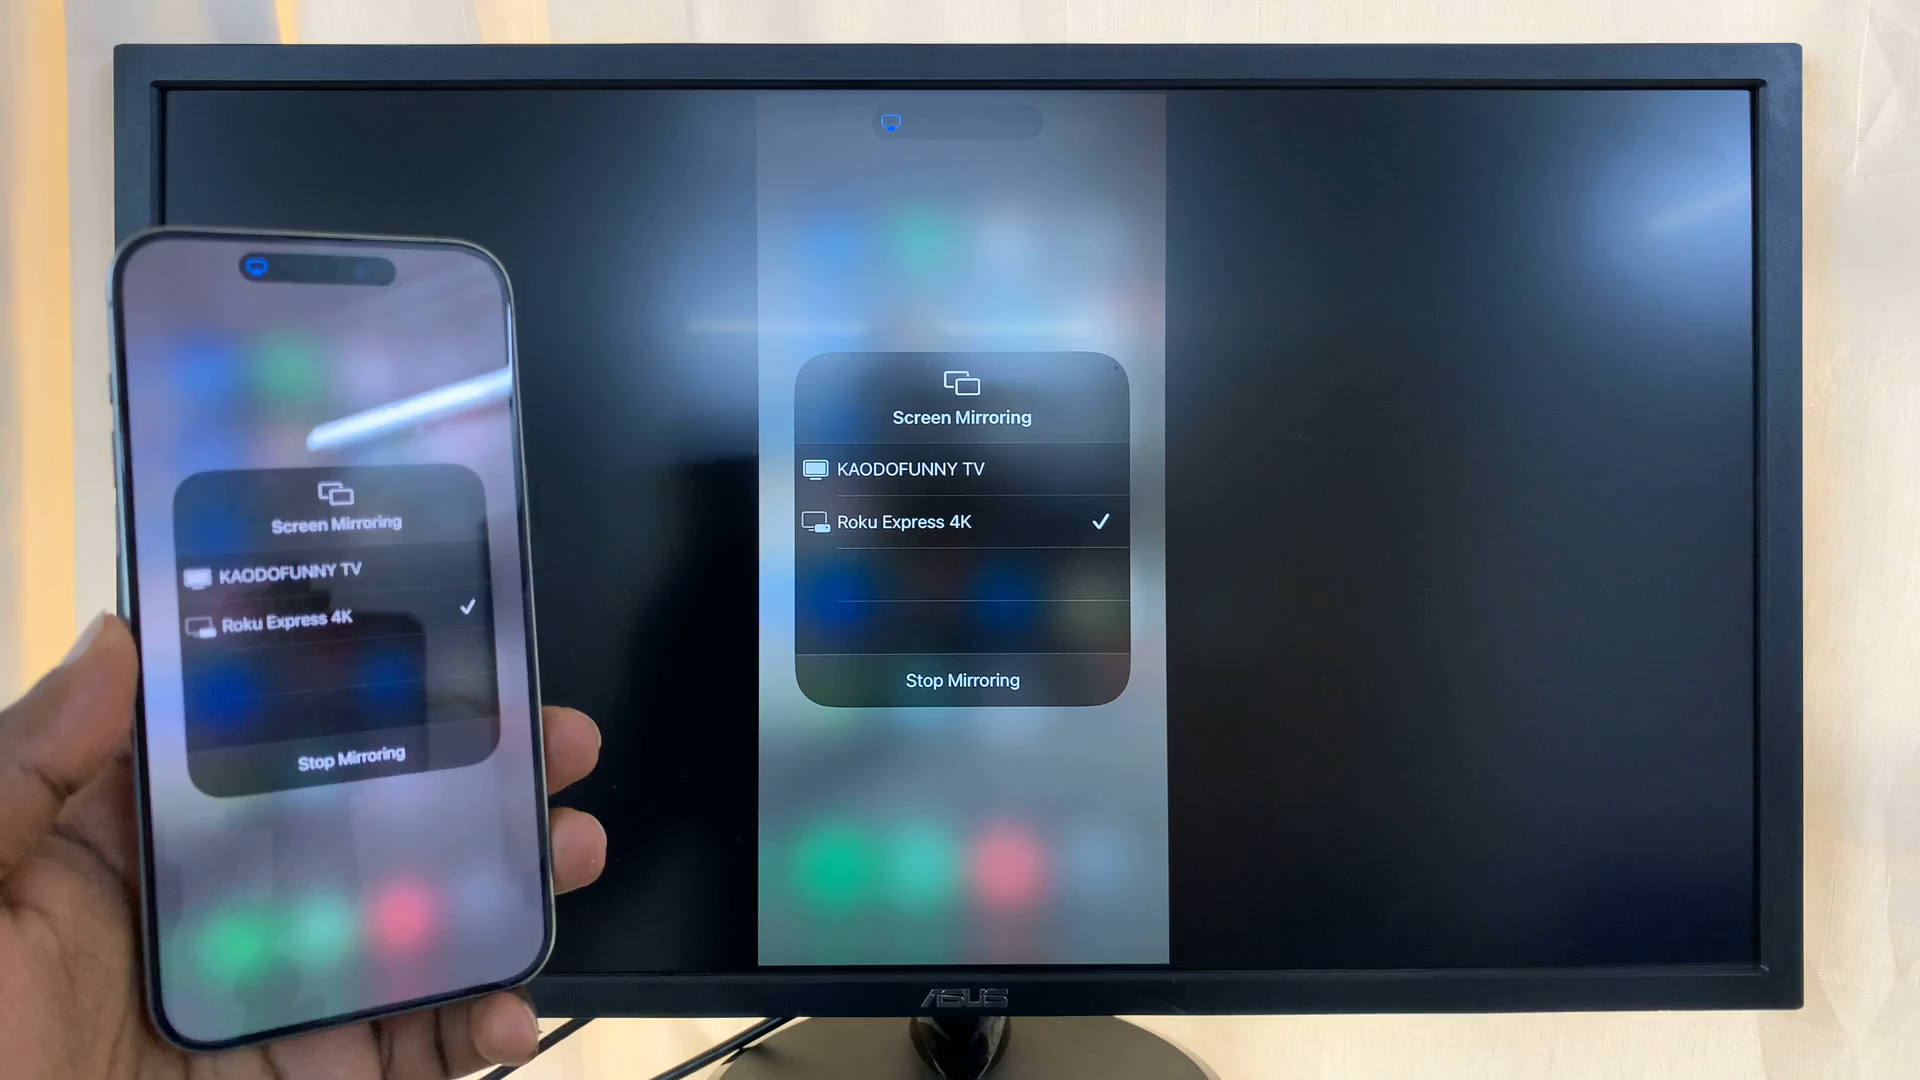 Screen Mirroring
KAODOFUNNY TV
Roku Express 4K
Stop Mirroring
Screen Mirroring
KAODOFUNNY TV
Roku Express 4K
Stop Mirroring
ASUS